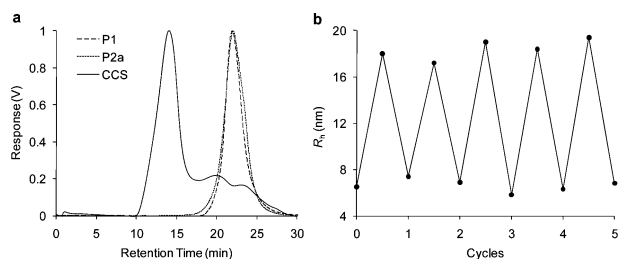 a
P1
P2a
CCS
1
0.8
0.6
0.4
0.2
0
Response (V)
0 5 10 15 20 25 30
Retention Time (min)
b
20
16
12
8
4
Rh (nm)
0 1 2 3 4 5
Cycles